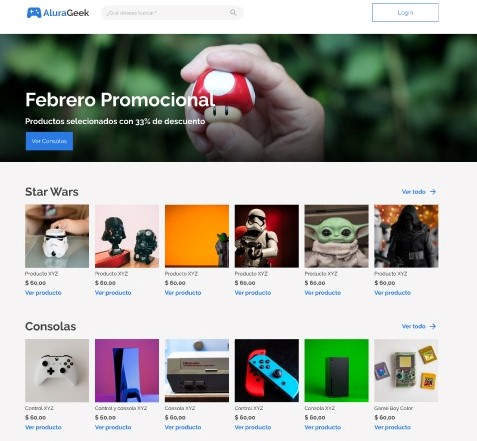 AluraGeek
¿Que deseas buscar?
Login
Febrero Promocional
Productos selecionados con 33% de descuento
Ver Consolas
Star Wars
Ver todo
Producto XYZ
$ 60,00
Ver producto
Producto XYZ
$ 60,00
Ver producto
Producto XYZ
$ 60,00
Ver producto
Producto XYZ
$ 60,00
Ver producto
Producto XYZ
$ 60,00
Ver producto
Producto XYZ
$ 60,00
Ver producto
Consolas
Ver todo
Control XYZ
$ 60,00
Ver producto
Control y consola XYZ
$ 60,00
Ver producto
Consola XYZ
$ 60,00
Ver producto
Control XYZ
$ 60,00
Ver producto
Consola XYZ
$ 60,00
Ver producto
Game Boy Color
$ 60,00
Ver producto